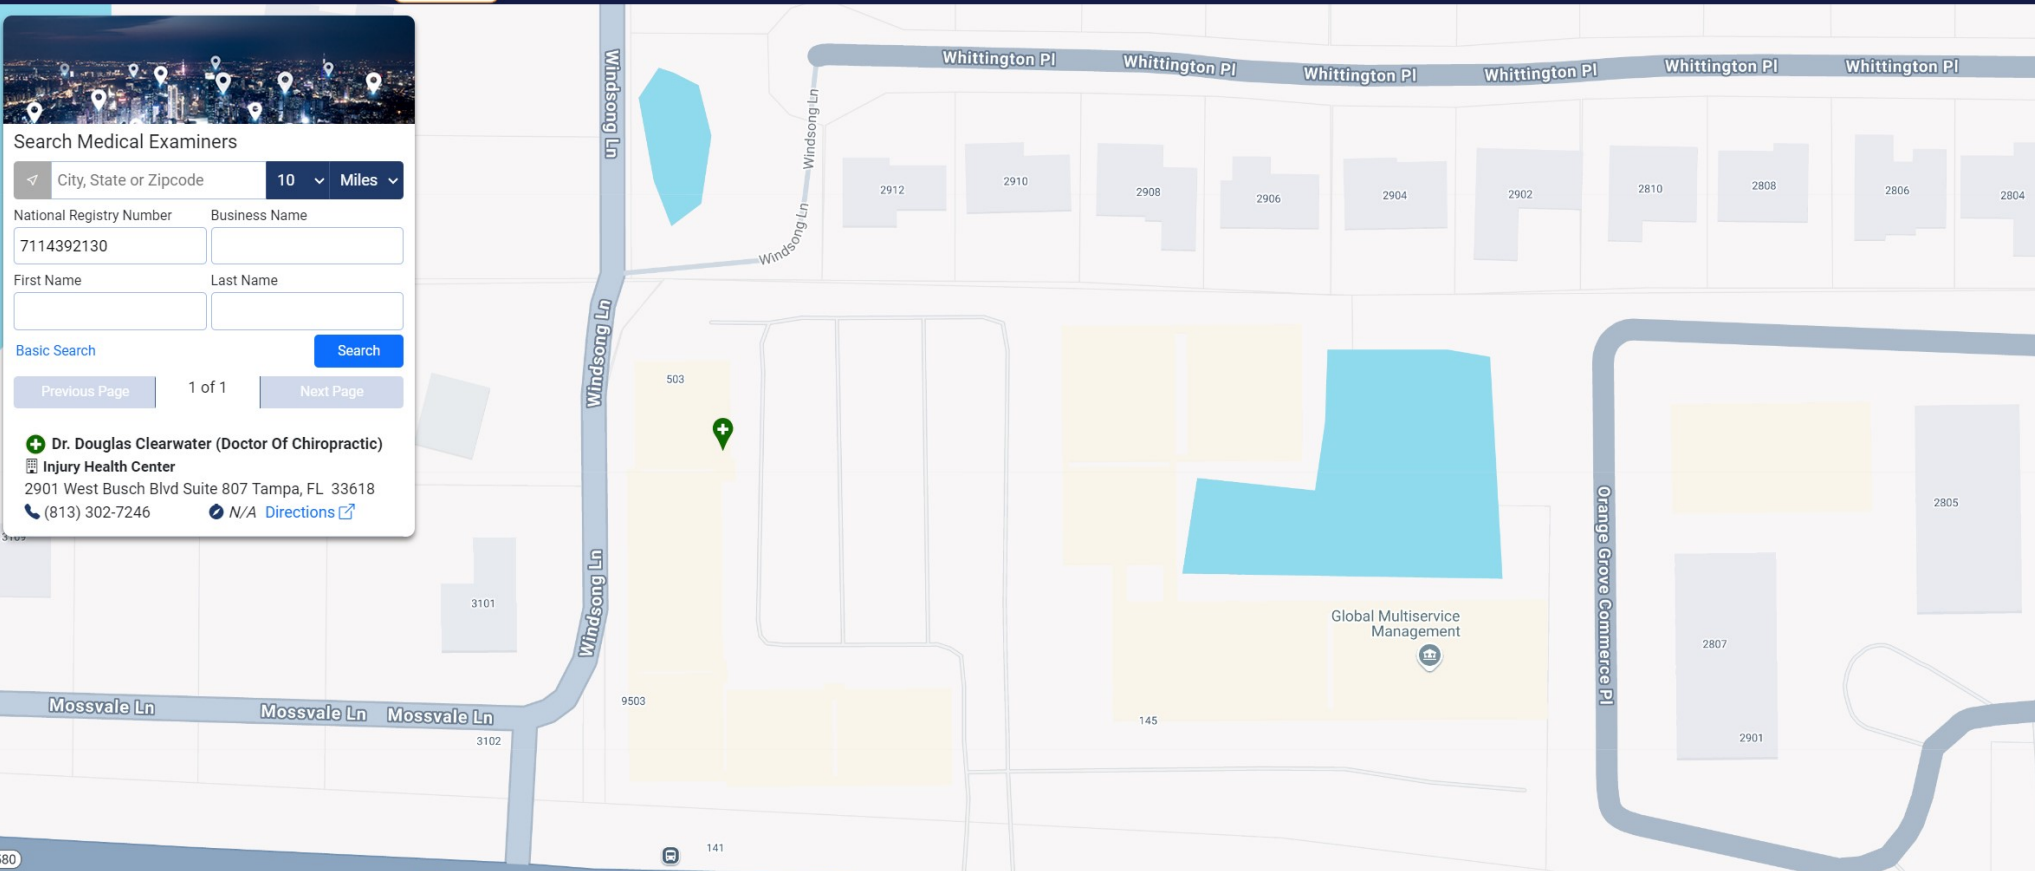 Search Medical Examiners
City, State or Zipcode 10 Miles
National Registry Number Business Name
7114392130
First Name Last Name
Basic Search Search
Previous Page 1 of 1 Next Page
Dr. Douglas Clearwater (Doctor Of Chiropractic)
Injury Health Center
2901 West Busch Blvd Suite 807 Tampa, FL 33618
(813) 302-7246 N/A Directions
Whittington Pl Whittington Pl Whittington Pl Whittington Pl Whittington Pl Whittington Pl
Windsong Ln
Windsong Ln
Windsong Ln
Windsong Ln
Windsong Ln
2912 2910 2908 2906 2904 2902 2810 2808 2806 2804
503
Orange Grove Commerce Pl
2805
3101
Global Multiservice
Management
2807
9503
145
2901
Mossvale Ln Mossvale Ln Mossvale Ln
3102
141